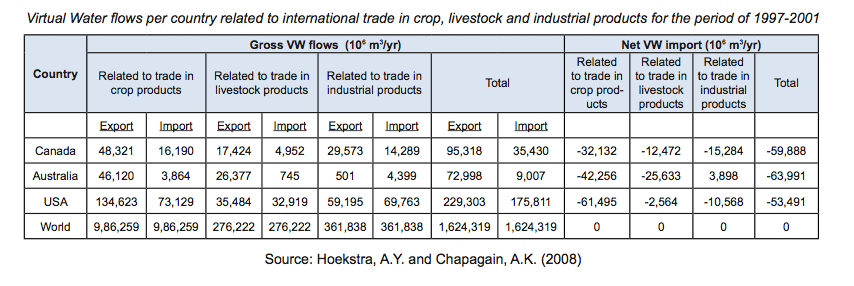 Virtual Water flows per country related to international trade in crop, livestock and industrial products for the period of 1997-2001
Country
Gross VW flows (10⁶ m³/yr)
Net VW import (10⁶ m³/yr)
Related to trade in
crop products
Related to trade in
livestock products
Related to trade in
industrial products
Total
Related
to trade in
crop prod-
ucts
Related
to trade in
livestock
products
Related
to trade in
industrial
products
Total
Export Import Export Import Export Import Export Import
Canada 48,321 16,190 17,424 4,952 29,573 14,289 95,318 35,430 -32,132 -12,472 -15,284 -59,888
Australia 46,120 3,864 26,377 745 501 4,399 72,998 9,007 -42,256 -25,633 3,898 -63,991
USA 134,623 73,129 35,484 32,919 59,195 69,763 229,303 175,811 -61,495 -2,564 -10,568 -53,491
World 9,86,259 9,86,259 276,222 276,222 361,838 361,838 1,624,319 1,624,319 0 0 0 0
Source: Hoekstra, A.Y. and Chapagain, A.K. (2008)